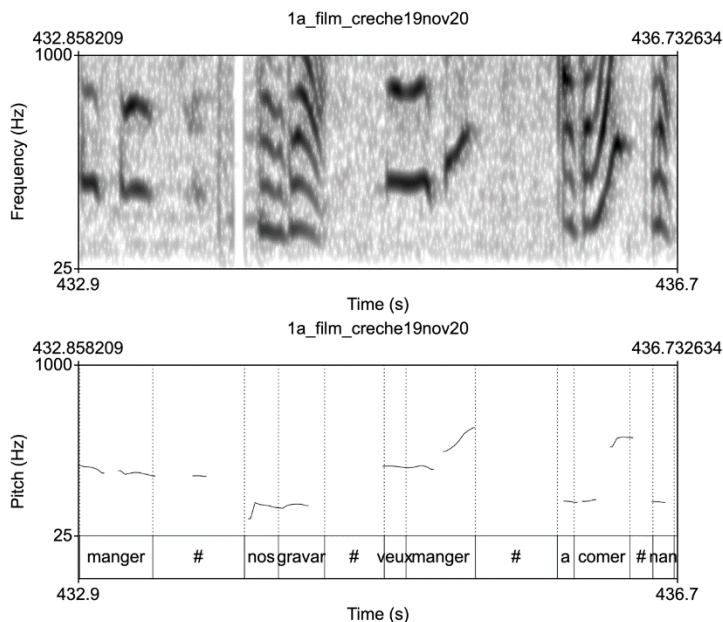 1a_film_creche19nov20
432.858209 436.732634
1000
Frequency (Hz)
25
432.9 436.7
Time (s)
1a_film_creche19nov20
432.858209 436.732634
1000
Pitch (Hz)
25
manger # nos gravar # veux manger # a comer # nan
432.9 436.7
Time (s)